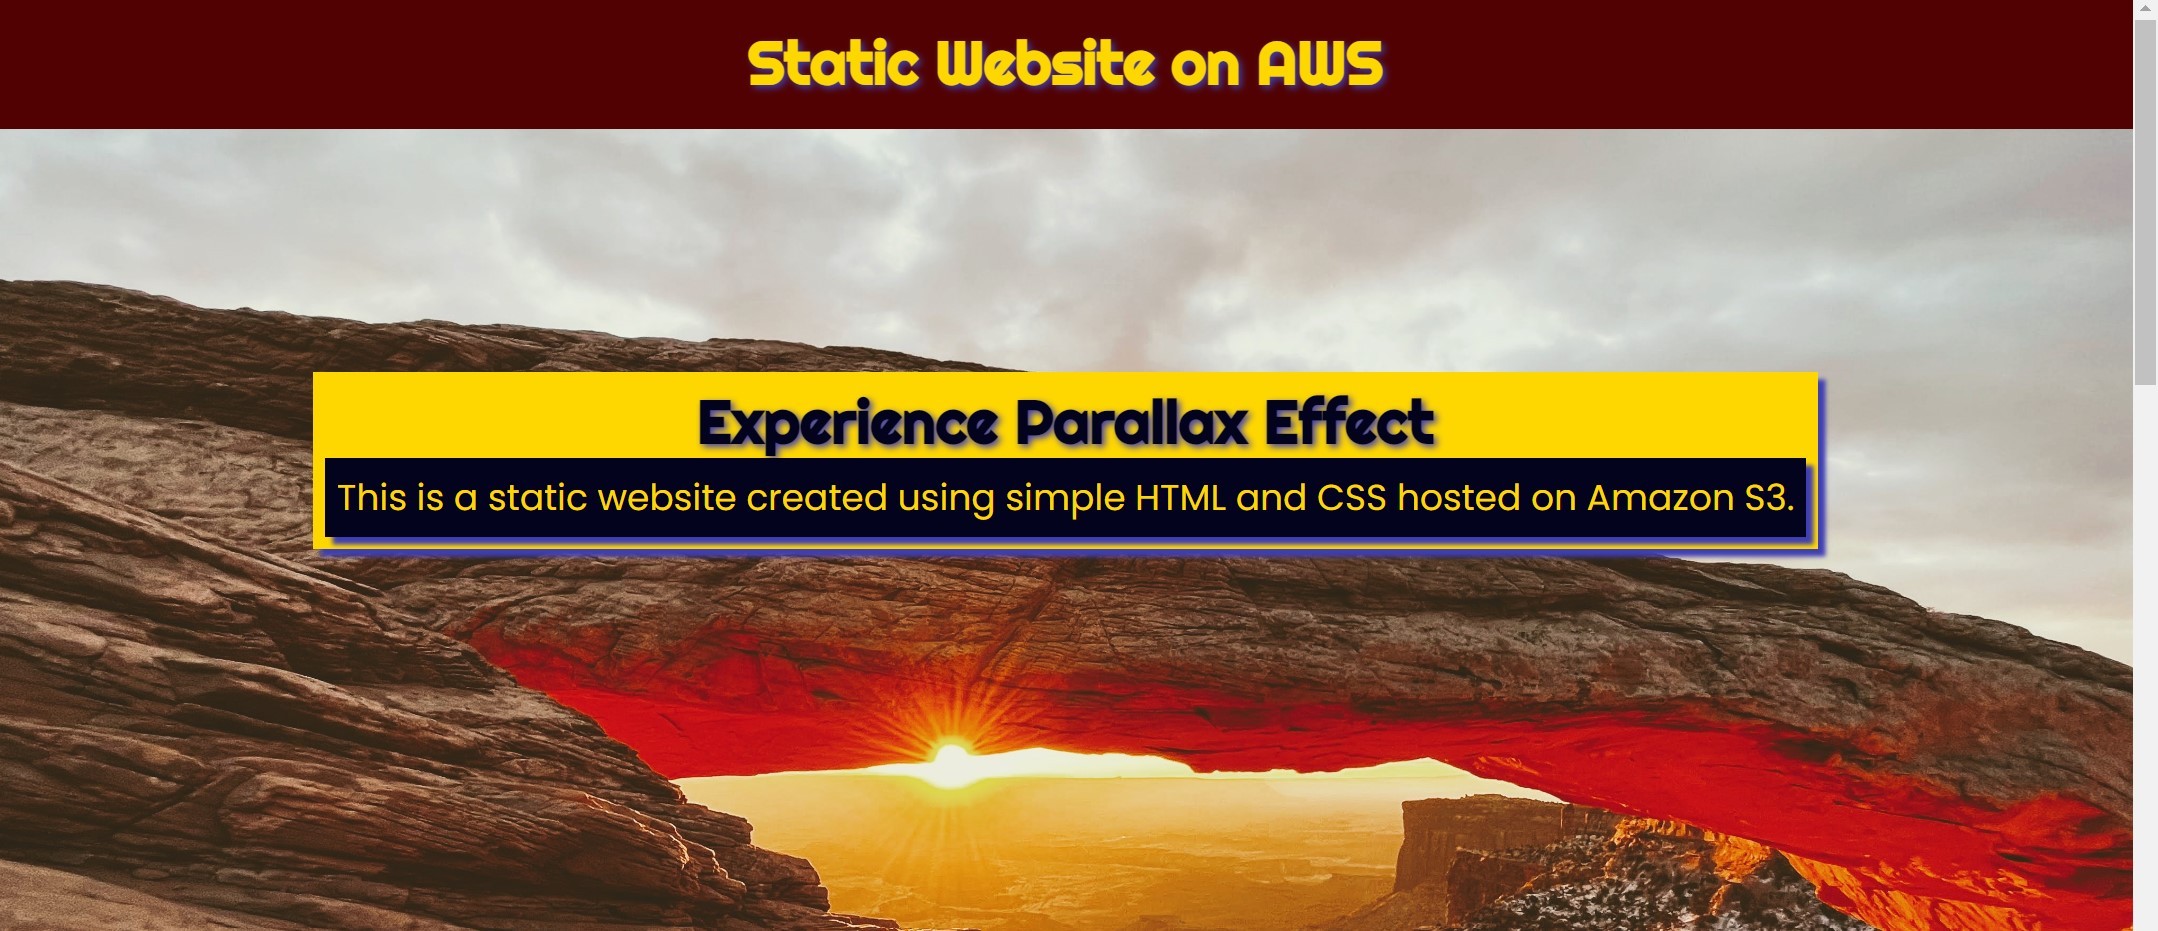 Static Website on AWS
Experience Parallax Effect
This is a static website created using simple HTML and CSS hosted on Amazon S3.